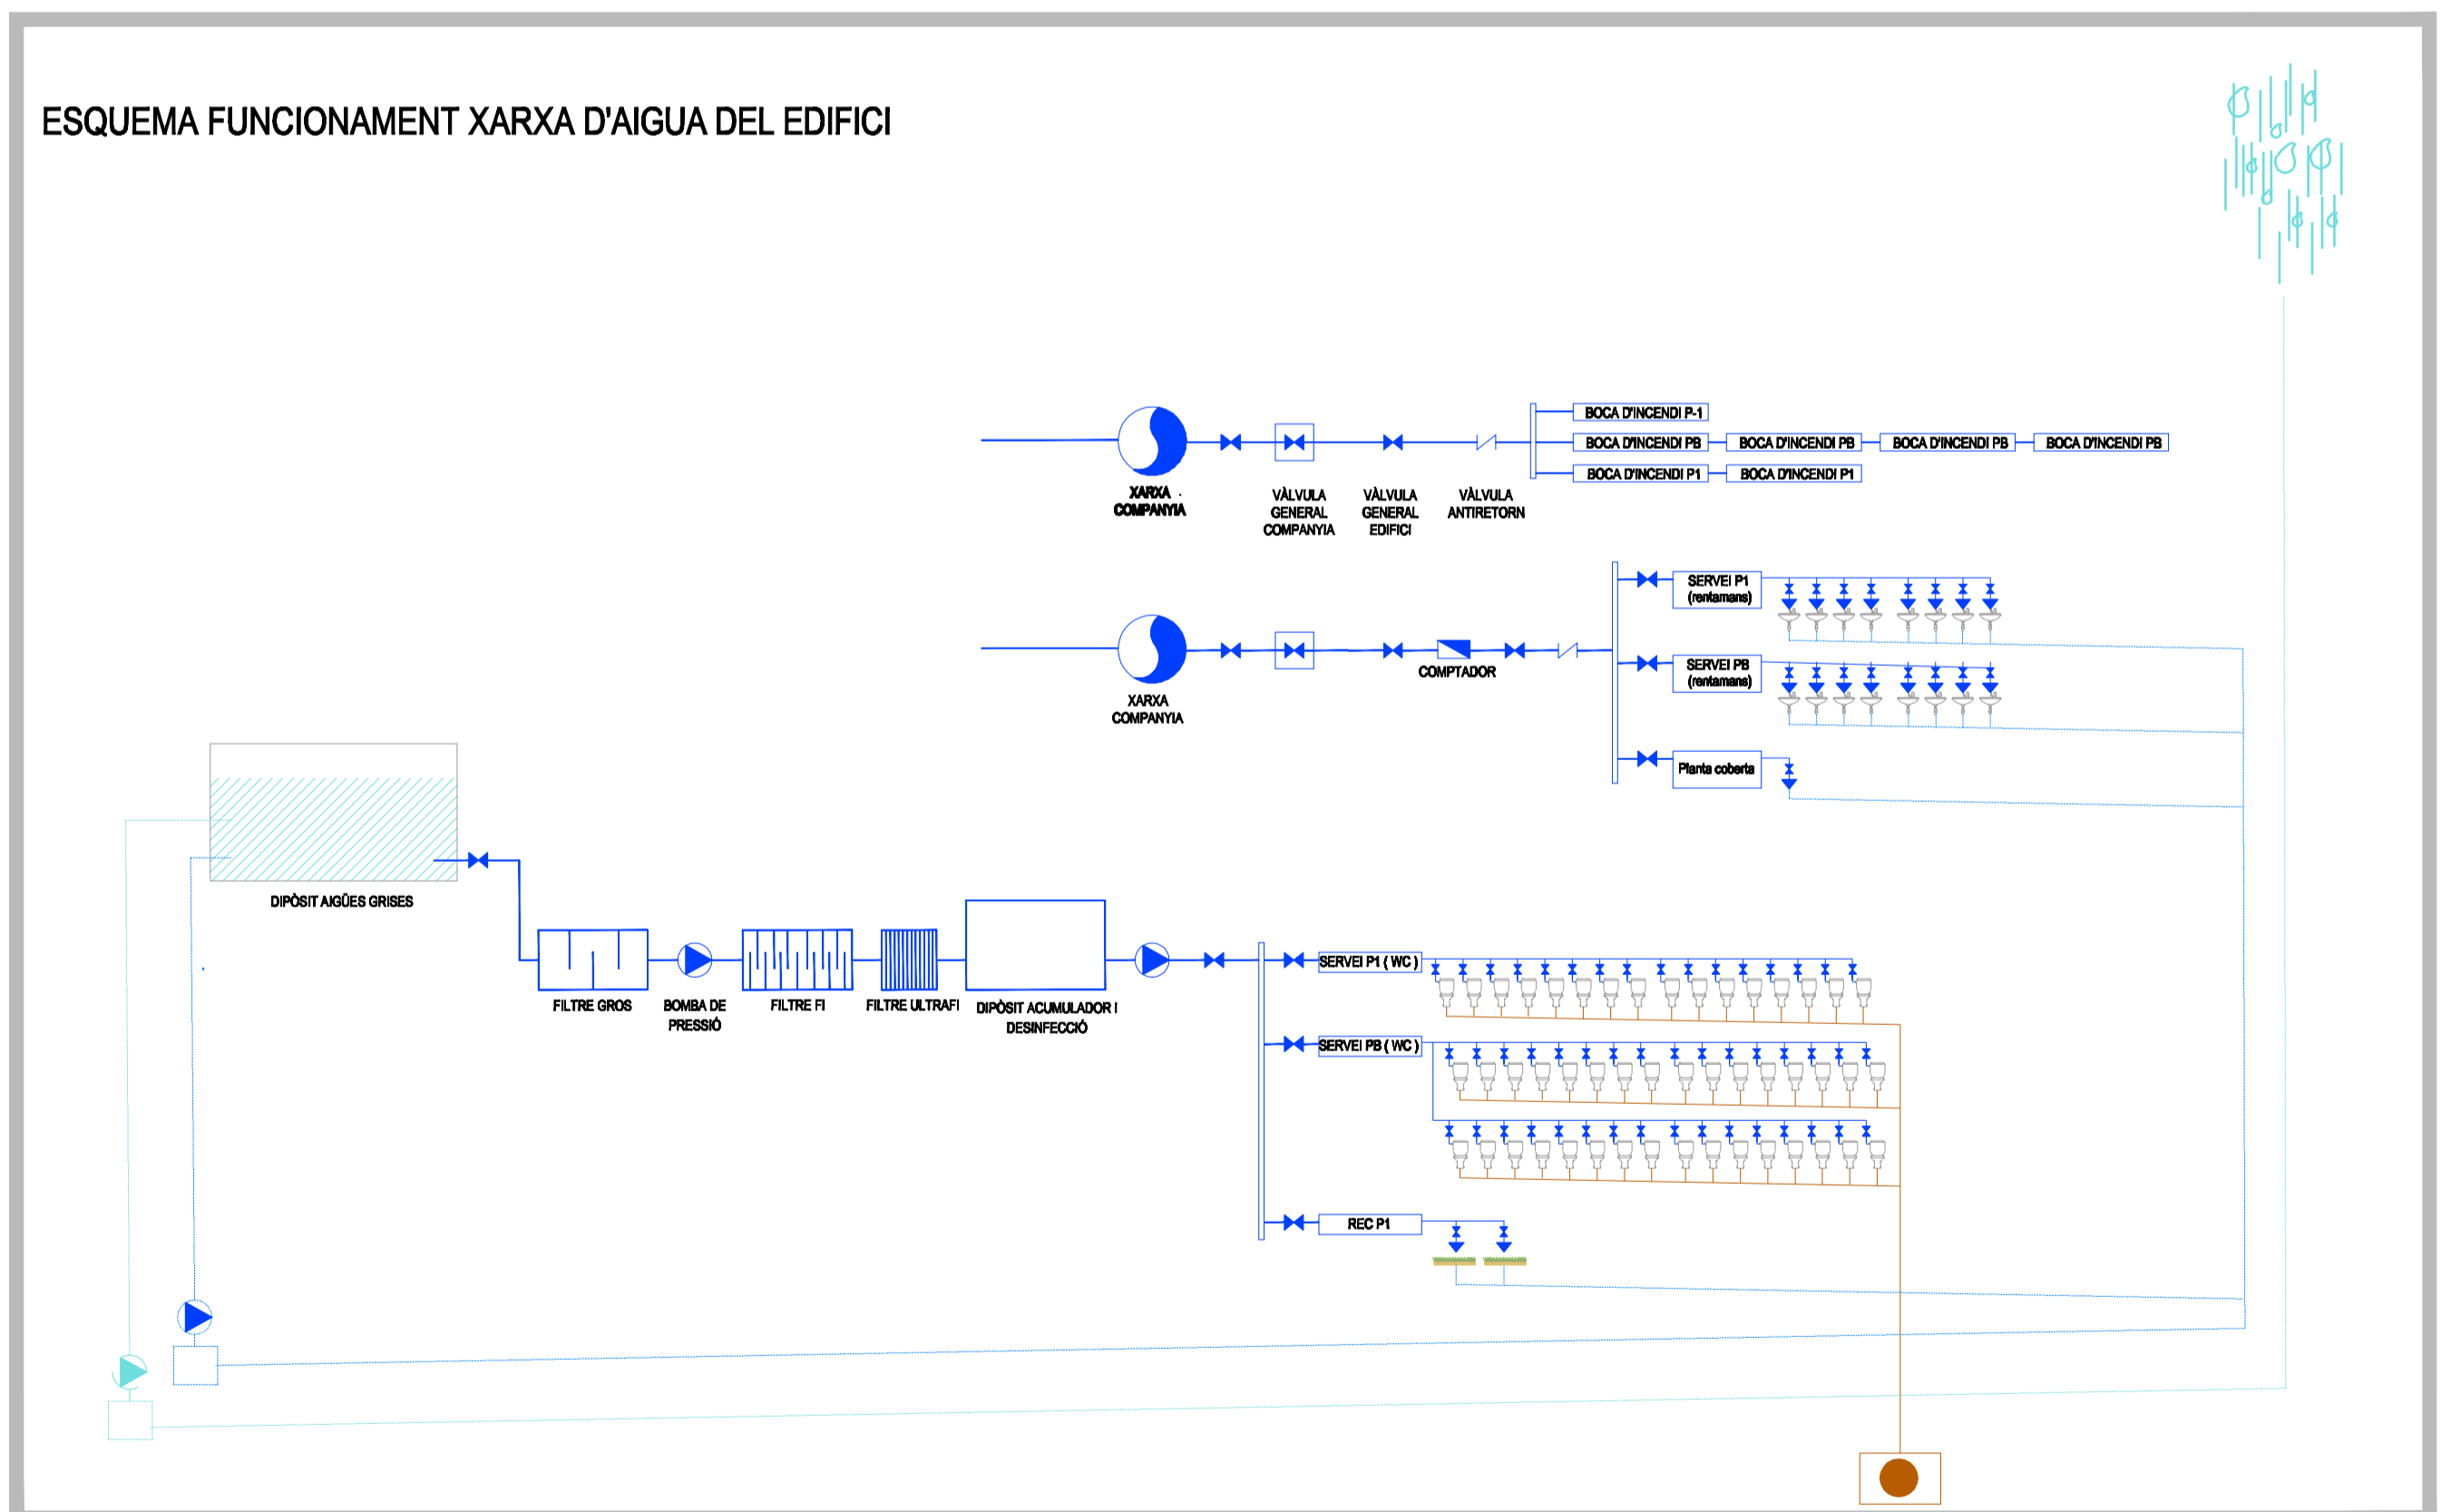 ESQUEMA FUNCIONAMENT XARXA D'AIGUA DEL EDIFICI
BOCA D'INCENDI P-1
BOCA D'INCENDI PB
BOCA D'INCENDI PB
BOCA D'INCENDI PB
BOCA D'INCENDI PB
BOCA D'INCENDI P1
BOCA D'INCENDI P1
XARXA
COMPANYIA
VÀLVULA
GENERAL
COMPANYIA
VÀLVULA
GENERAL
EDIFICI
VÀLVULA
ANTIRETORN
SERVEI P1
(rentamans)
COMPTADOR
SERVEI PB
(rentamans)
XARXA
COMPANYIA
Planta coberta
DIPÒSIT AIGÜES GRISES
FILTRE GROS
BOMBA DE
PRESSIÓ
FILTRE FI
FILTRE ULTRAFI
DIPÒSIT ACUMULADOR I
DESINFECCIÓ
SERVEI P1 ( WC )
SERVEI PB ( WC )
REC P1